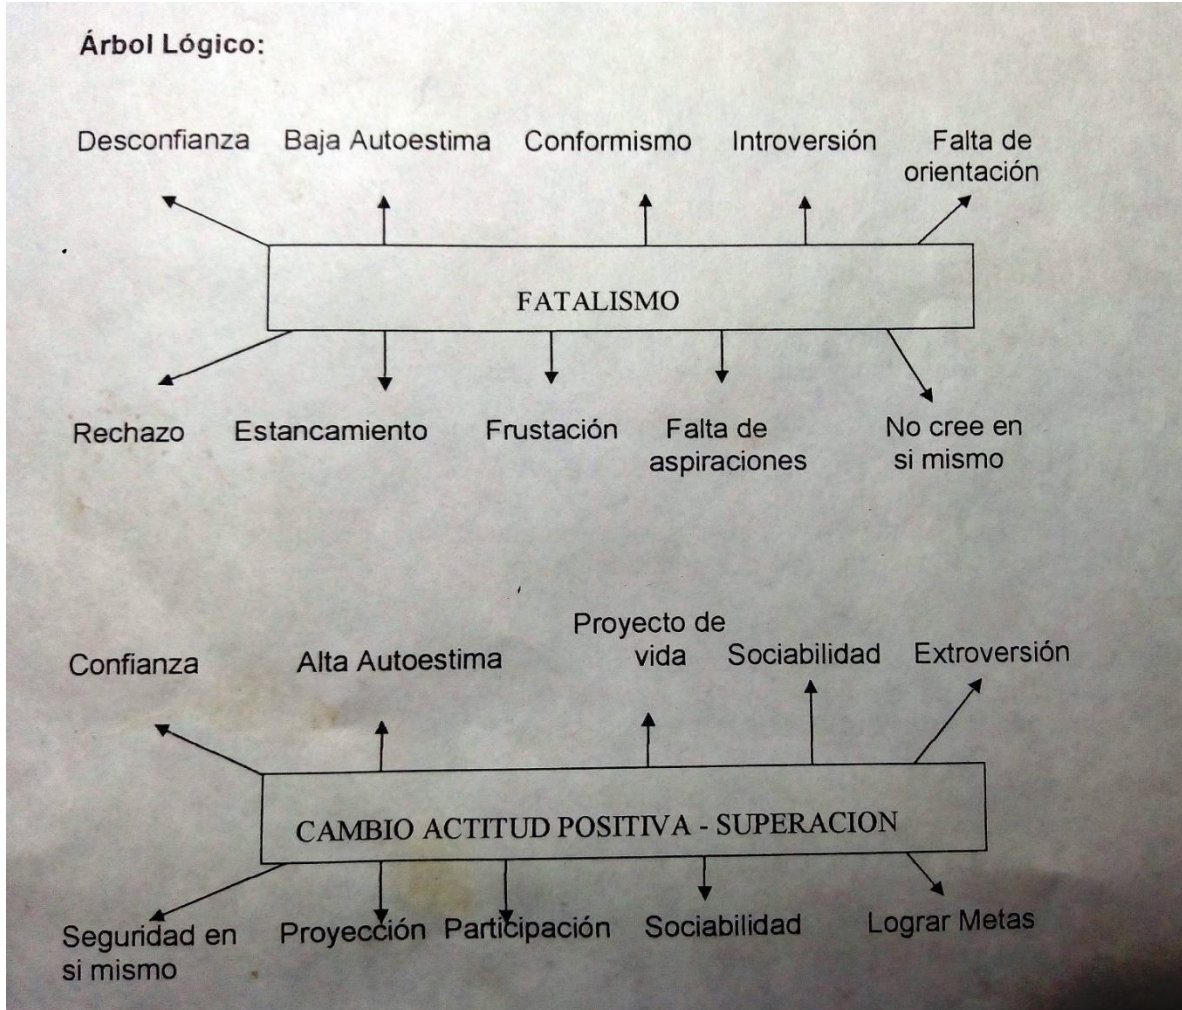 Árbol Lógico:
Desconfianza Baja Autoestima Conformismo Introversión Falta de
orientación
FATALISMO
Rechazo Estancamiento Frustación Falta de No cree en
aspiraciones si mismo
Proyecto de
Confianza Alta Autoestima vida Sociabilidad Extroversión
CAMBIO ACTITUD POSITIVA - SUPERACION
Seguridad en Proyección Participación Sociabilidad Lograr Metas
si mismo